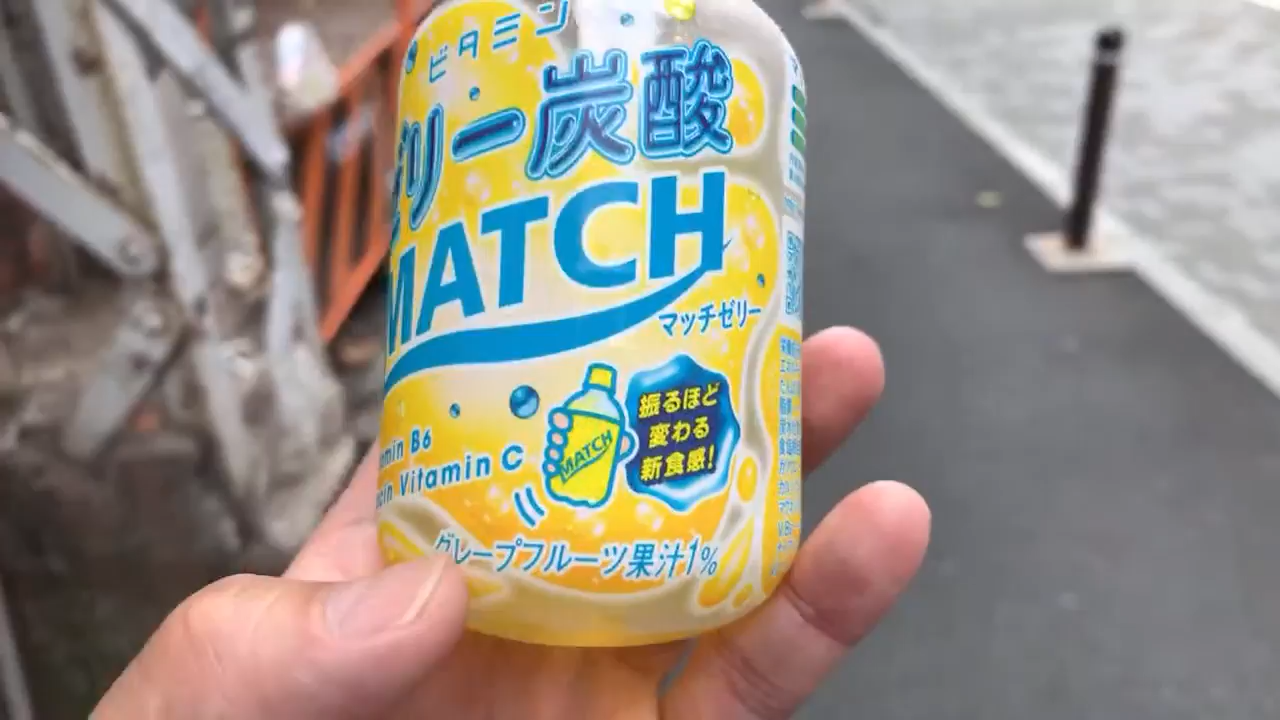 ビタミン
ゼリー炭酸
MATCH
マッチゼリー
MATCH
振るほど
変わる
新食感!
B6
Vitamin C
グレープフルーツ果汁1%